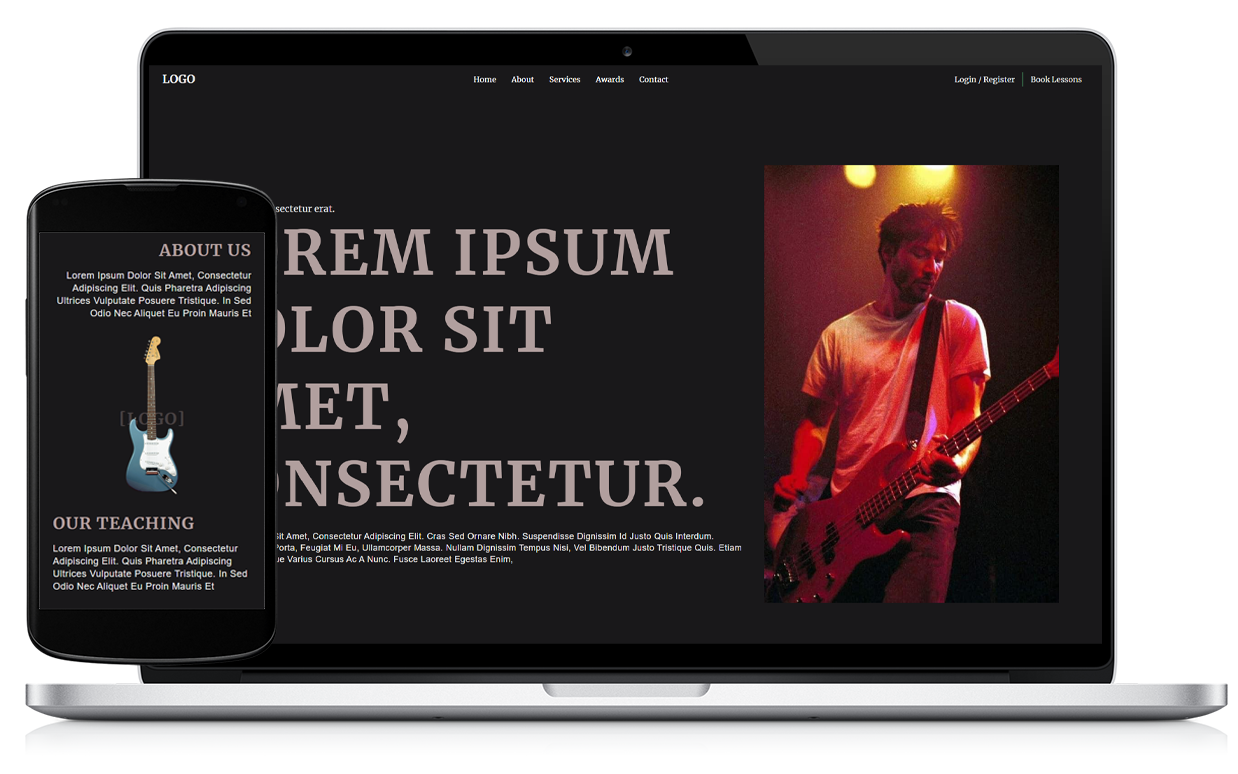 LOGO
Home About Services Awards Contact
Login / Register Book Lessons
sectetur erat.
REM IPSUM
OLOR SIT
MET,
ONSECTETUR.
Sit Amet, Consectetur Adipiscing Elit. Cras Sed Ornare Nibh. Suspendisse Dignissim Id Justo Quis Interdum.
Porta, Feugiat Mi Eu, Ullamcorper Massa. Nullam Dignissim Tempus Nisl, Vel Bibendum Justo Tristique Quis. Etiam
ue Varius Cursus Ac A Nunc. Fusce Laoreet Egestas Enim,
ABOUT US
Lorem Ipsum Dolor Sit Amet, Consectetur
Adipiscing Elit. Quis Pharetra Adipiscing
Ultrices Vulputate Posuere Tristique. In Sed
Odio Nec Aliquet Eu Proin Mauris Et
[LOGO]
OUR TEACHING
Lorem Ipsum Dolor Sit Amet, Consectetur
Adipiscing Elit. Quis Pharetra Adipiscing
Ultrices Vulputate Posuere Tristique. In Sed
Odio Nec Aliquet Eu Proin Mauris Et